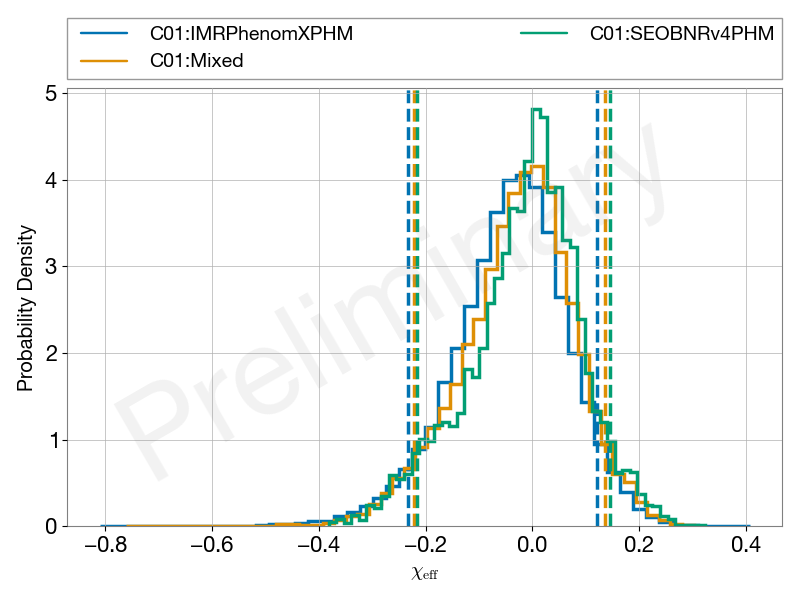 C01:IMRPhenomXPHM
C01:Mixed
C01:SEOBNRv4PHM
Preliminary
Probability Density
5
4
3
2
1
0
−0.8 −0.6 −0.4 −0.2 0.0 0.2 0.4
χeff